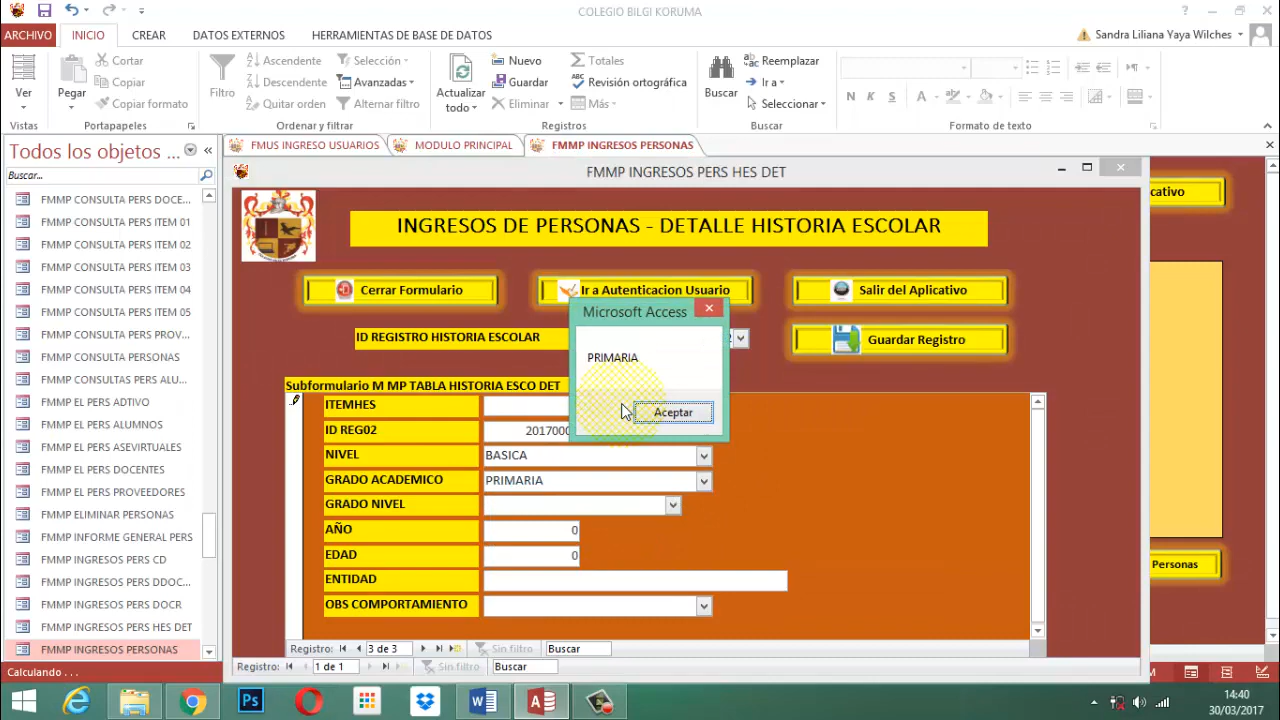 COLEGIO BILGI KORUMA
ARCHIVO INICIO CREAR DATOS EXTERNOS HERRAMIENTAS DE BASE DE DATOS Sandra Liliana Yaya Wilches
Ver
Vistas
Pegar
Cortar
Copiar
Copiar formato
Portapapeles
Filtro
Ascendente
Descendente
Quitar orden
Selección
Avanzadas
Alternar filtro
Ordenar y filtrar
Actualizar
todo
Nuevo
Guardar
Eliminar
Totales
Revisión ortográfica
Más
Registros
Buscar
Reemplazar
Ir a
Seleccionar
Buscar
N K S
A
Formato de texto
Todos los objetos ...
Buscar...
FMMP CONSULTA PERS DOCE...
FMMP CONSULTA PERS ITEM 01
FMMP CONSULTA PERS ITEM 02
FMMP CONSULTA PERS ITEM 03
FMMP CONSULTA PERS ITEM 04
FMMP CONSULTA PERS ITEM 05
FMMP CONSULTA PERS PROV...
FMMP CONSULTA PERSONAS
FMMP CONSULTAS PERS ALU...
FMMP EL PERS ADTIVO
FMMP EL PERS ALUMNOS
FMMP EL PERS ASEVIRTUALES
FMMP EL PERS DOCENTES
FMMP EL PERS PROVEEDORES
FMMP ELIMINAR PERSONAS
FMMP INFORME GENERAL PERS
FMMP INGRESOS PERS CD
FMMP INGRESOS PERS DDOC...
FMMP INGRESOS PERS DOCR
FMMP INGRESOS PERS HES DET
FMMP INGRESOS PERSONAS
FMUS INGRESO USUARIOS MODULO PRINCIPAL FMMP INGRESOS PERSONAS
FMMP INGRESOS PERS HES DET
INGRESOS DE PERSONAS - DETALLE HISTORIA ESCOLAR
Cerrar Formulario Ir a Autenticacion Usuario Salir del Aplicativo
ID REGISTRO HISTORIA ESCOLAR Guardar Registro
Microsoft Access
PRIMARIA
Aceptar
Subformulario M MP TABLA HISTORIA ESCO DET
ITEMHES
ID REG02 2017000
NIVEL BASICA
GRADO ACADEMICO PRIMARIA
GRADO NIVEL
AÑO 0
EDAD 0
ENTIDAD
OBS COMPORTAMIENTO
Registro: 3 de 3 Sin filtro Buscar
Registro: 1 de 1 Sin filtro Buscar
cativo
Personas
Calculando . . .
14:40
30/03/2017